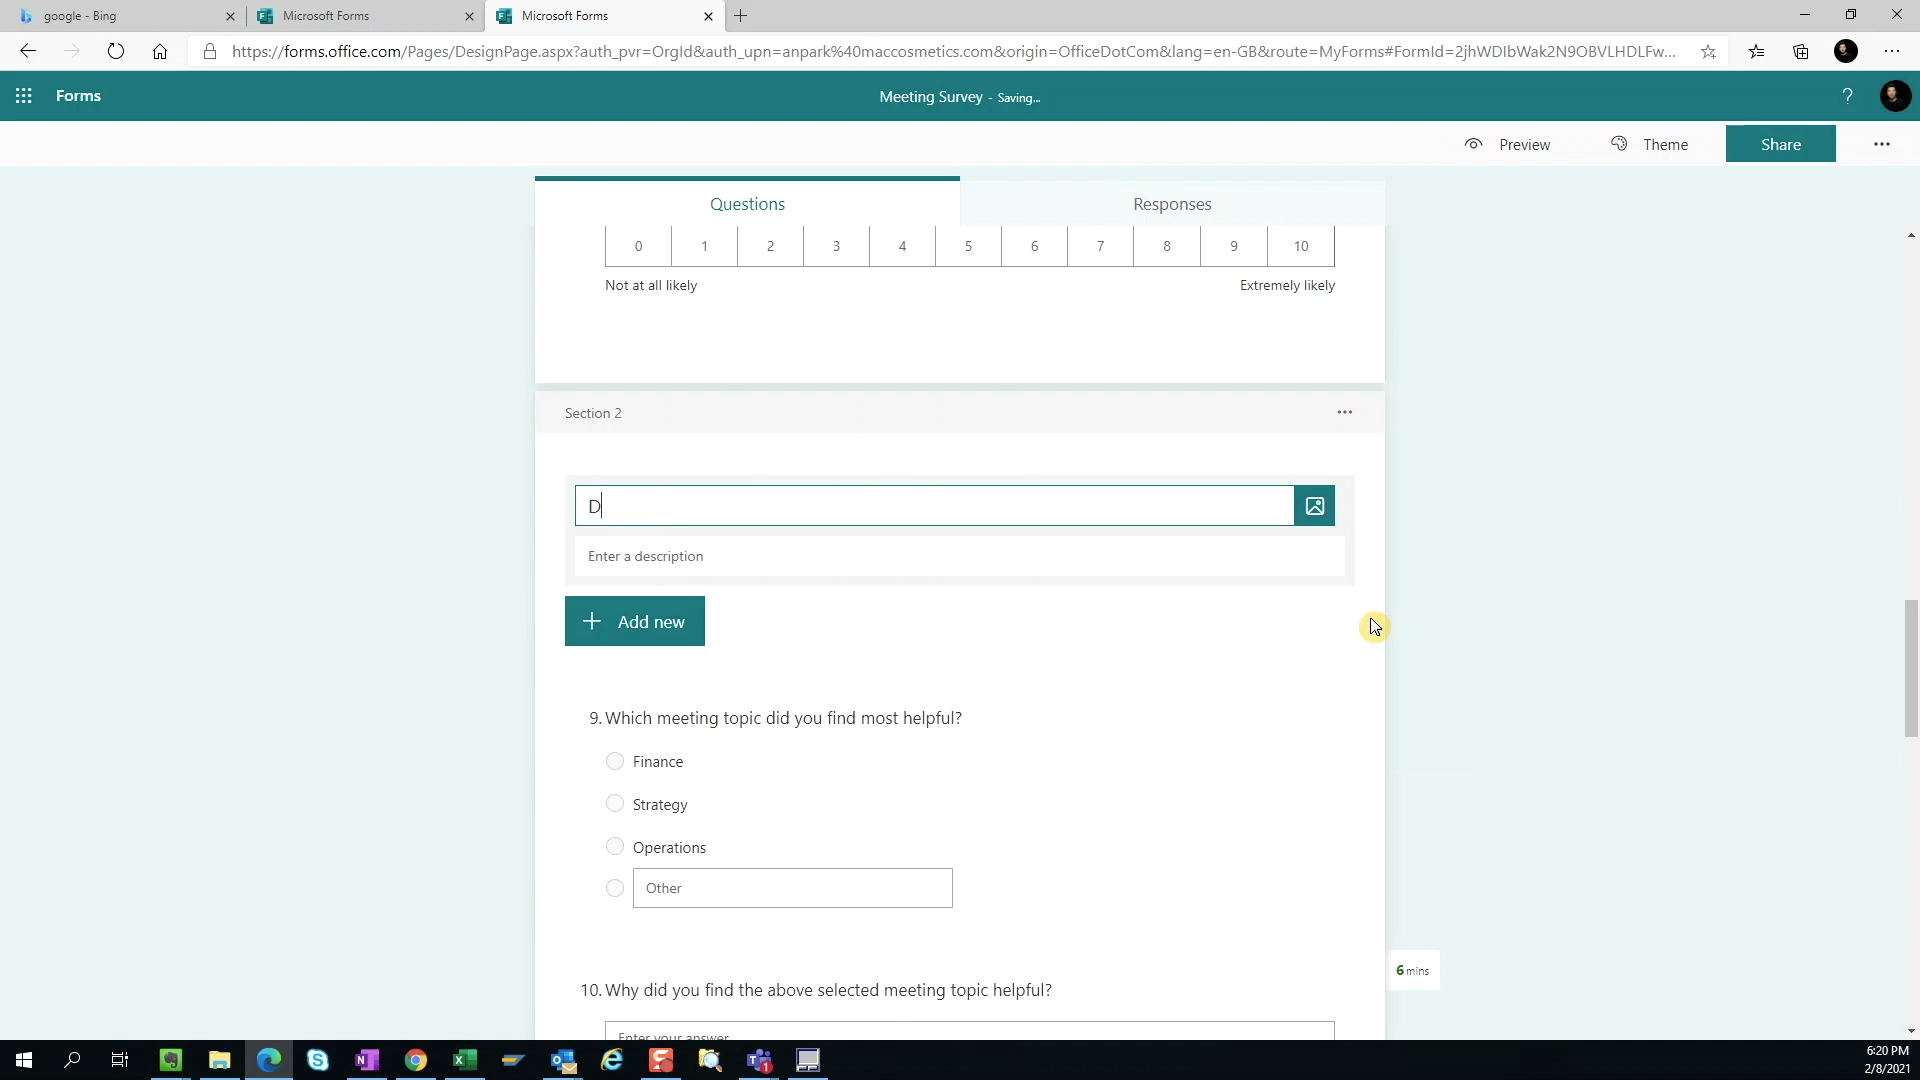 google - Bing
Microsoft Forms
Microsoft Forms
https://forms.office.com/Pages/DesignPage.aspx?auth_pvr=OrgId&auth_upn=anpark%40maccosmetics.com&origin=OfficeDotCom&lang=en-GB&route=MyForms#FormId=2jhWDIbWak2N9OBVLHDLFw...
Forms
Meeting Survey - Saving...
?
Preview
Theme
Share
Questions
Responses
0 1 2 3 4 5 6 7 8 9 10
Not at all likely
Extremely likely
Section 2
D
Enter a description
Add new
9. Which meeting topic did you find most helpful?
Finance
Strategy
Operations
Other
6 mins
10. Why did you find the above selected meeting topic helpful?
Enter your answer
6:20 PM
2/8/2021